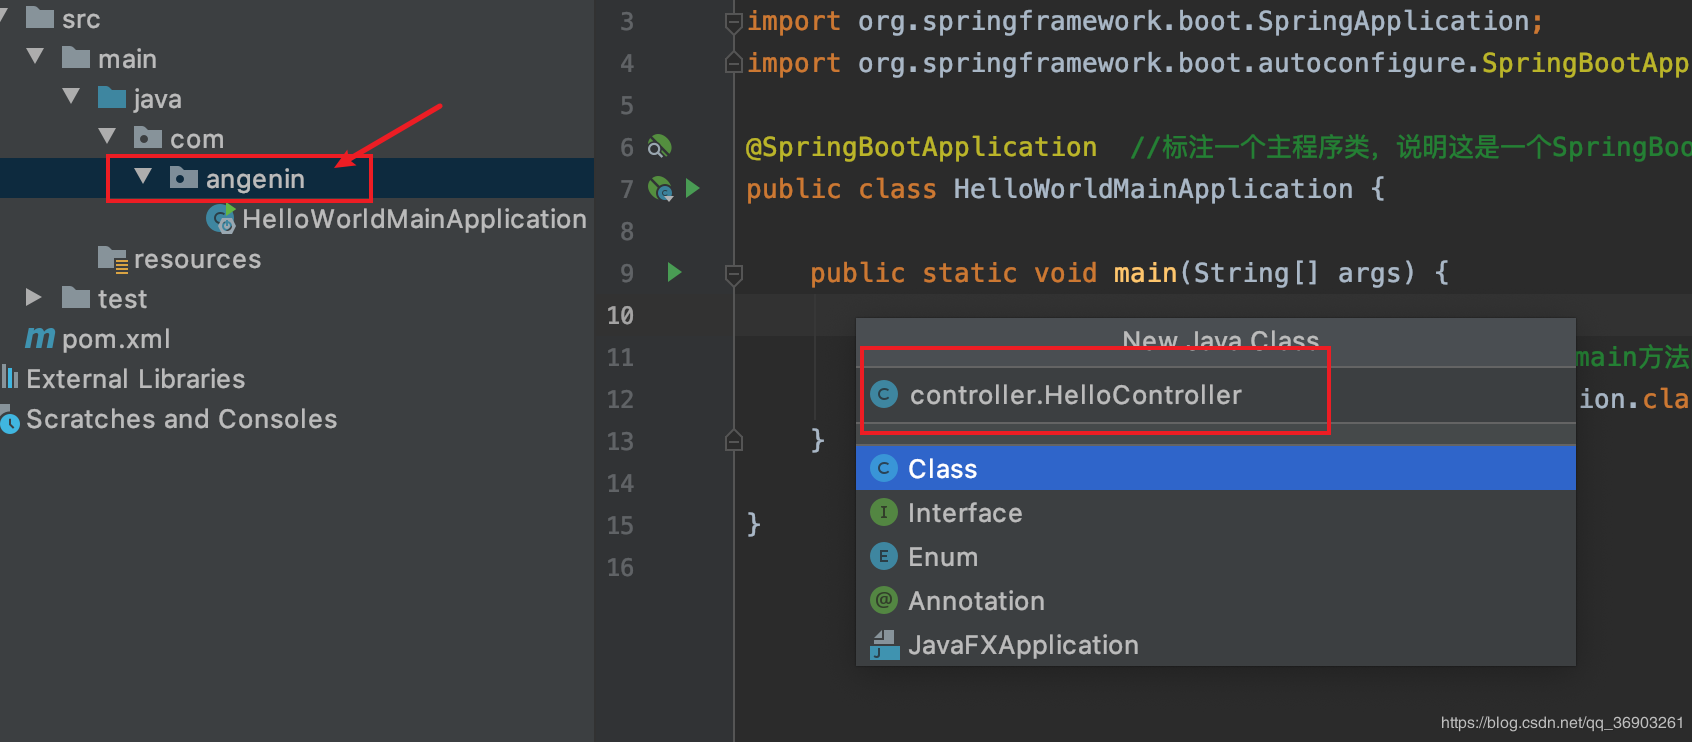 src
main
java
com
angenin
HelloWorldMainApplication
resources
test
pom.xml
External Libraries
Scratches and Consoles
3 import org.springframework.boot.SpringApplication;
4 import org.springframework.boot.autoconfigure.SpringBootApp
5
6 @SpringBootApplication //标注一个主程序类，说明这是一个SpringBoo
7 public class HelloWorldMainApplication {
8
9 public static void main(String[] args) {
10
11 main方法
12 ion.cla
13 }
14
15 }
16
New Java Class
controller.HelloController
Class
Interface
Enum
Annotation
JavaFXApplication
https://blog.csdn.net/qq_36903261